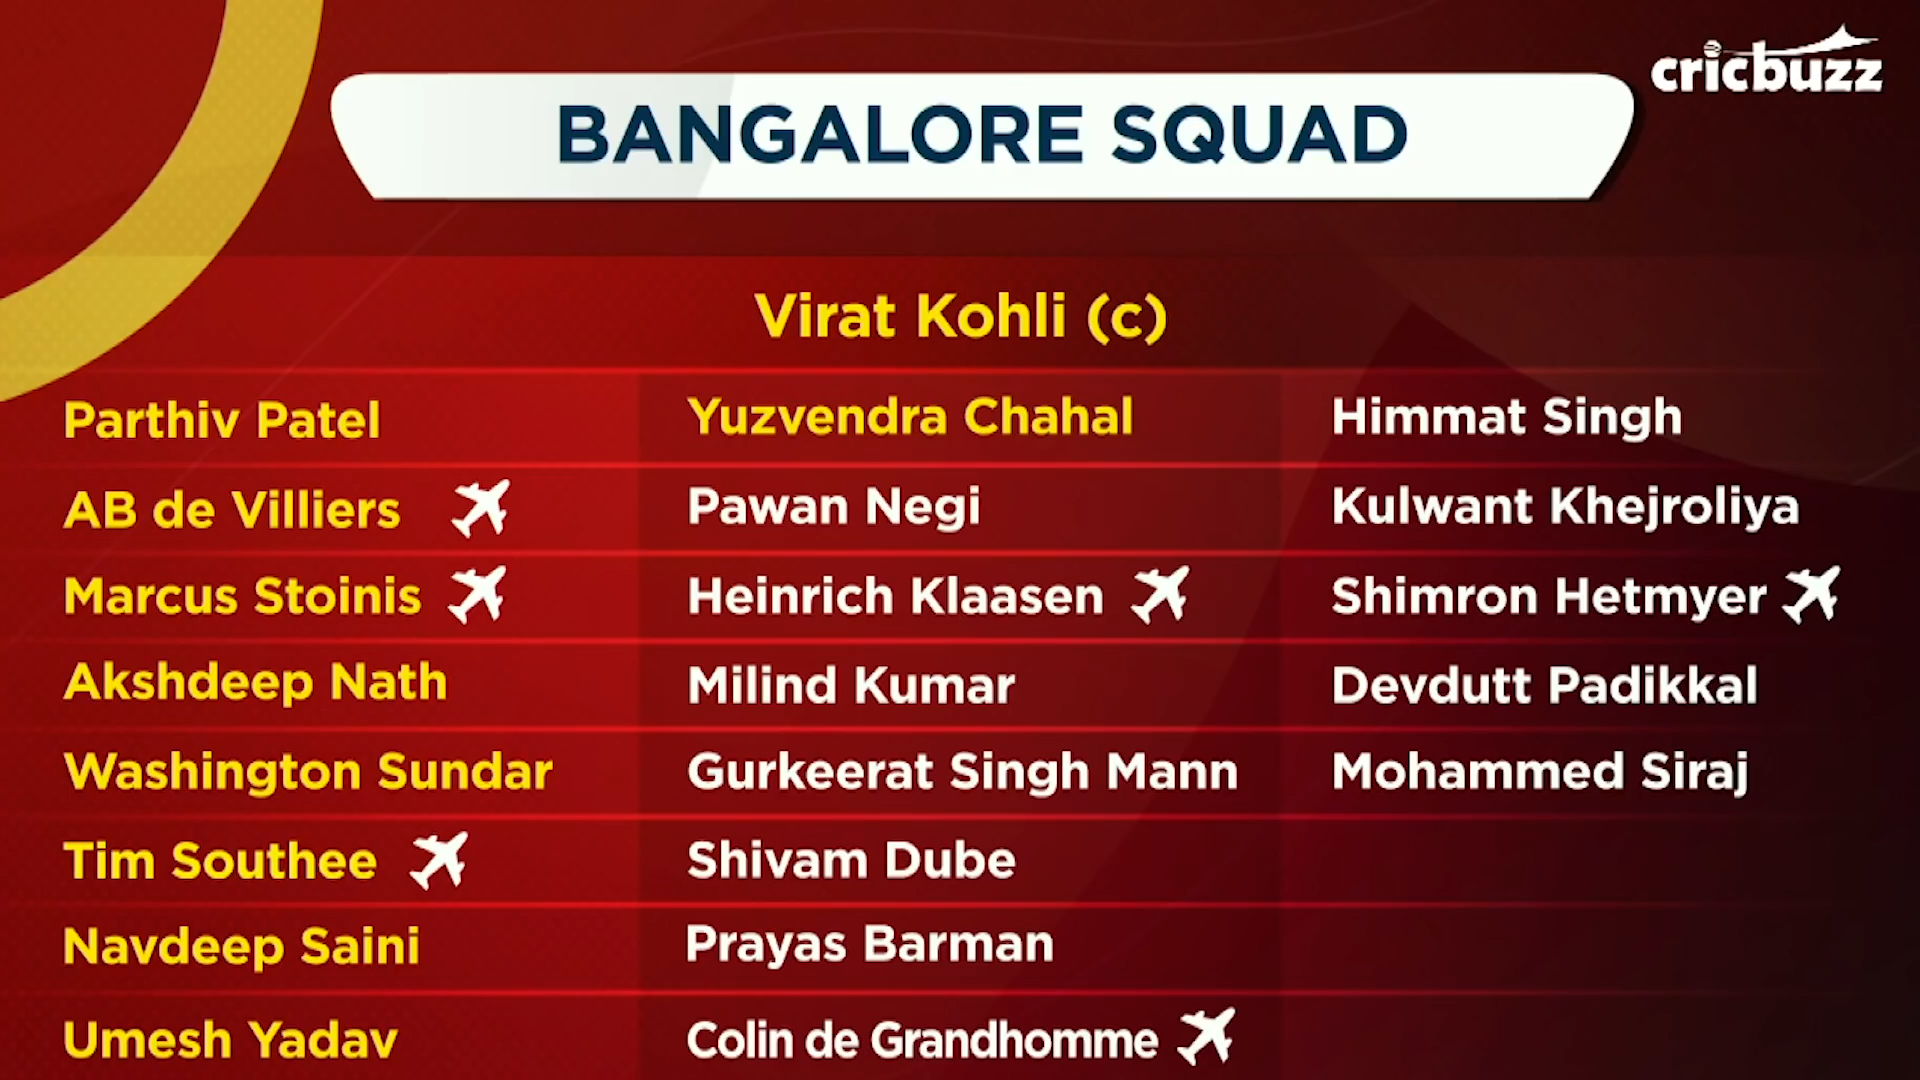 cricbuzz
BANGALORE SQUAD
Virat Kohli (c)
Parthiv Patel
AB de Villiers
Marcus Stoinis
Akshdeep Nath
Washington Sundar
Tim Southee
Navdeep Saini
Umesh Yadav
Yuzvendra Chahal
Pawan Negi
Heinrich Klaasen
Milind Kumar
Gurkeerat Singh Mann
Shivam Dube
Prayas Barman
Colin de Grandhomme
Himmat Singh
Kulwant Khejroliya
Shimron Hetmyer
Devdutt Padikkal
Mohammed Siraj